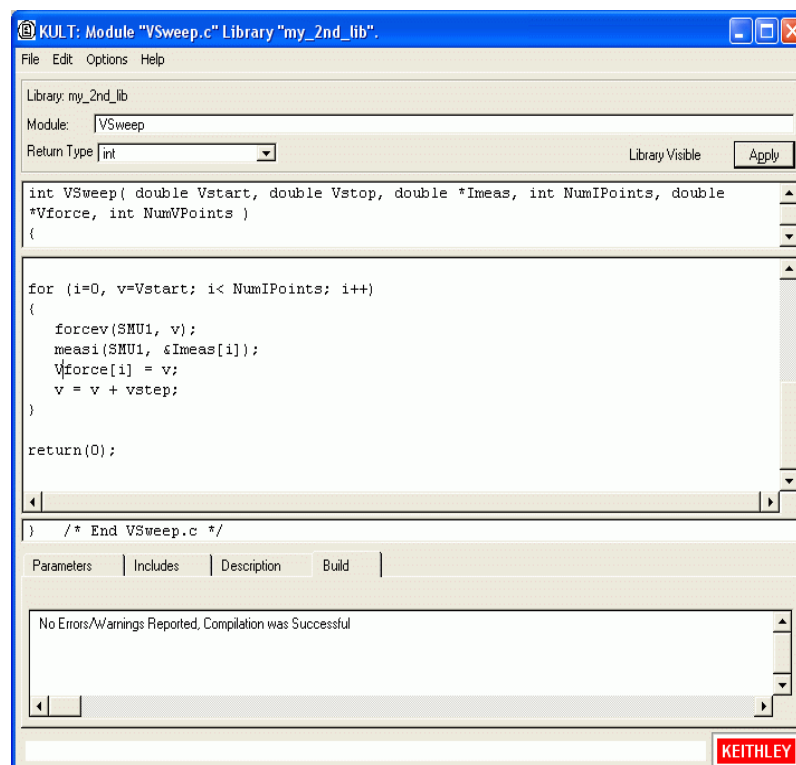 KULT: Module "VSweep.c" Library "my_2nd_lib".
File Edit Options Help
Library: my_2nd_lib
Module: VSweep
Return Type int
Library Visible Apply
int VSweep( double Vstart, double Vstop, double *Imeas, int NumIPoints, double
*Vforce, int NumVPoints )
{
for (i=0, v=Vstart; i< NumIPoints; i++)
{
forcev(SMU1, v);
measi(SMU1, &Imeas[i]);
Vforce[i] = v;
v = v + vstep;
}
return(0);
} /* End VSweep.c */
Parameters Includes Description Build
No Errors/Warnings Reported, Compilation was Successful
KEITHLEY